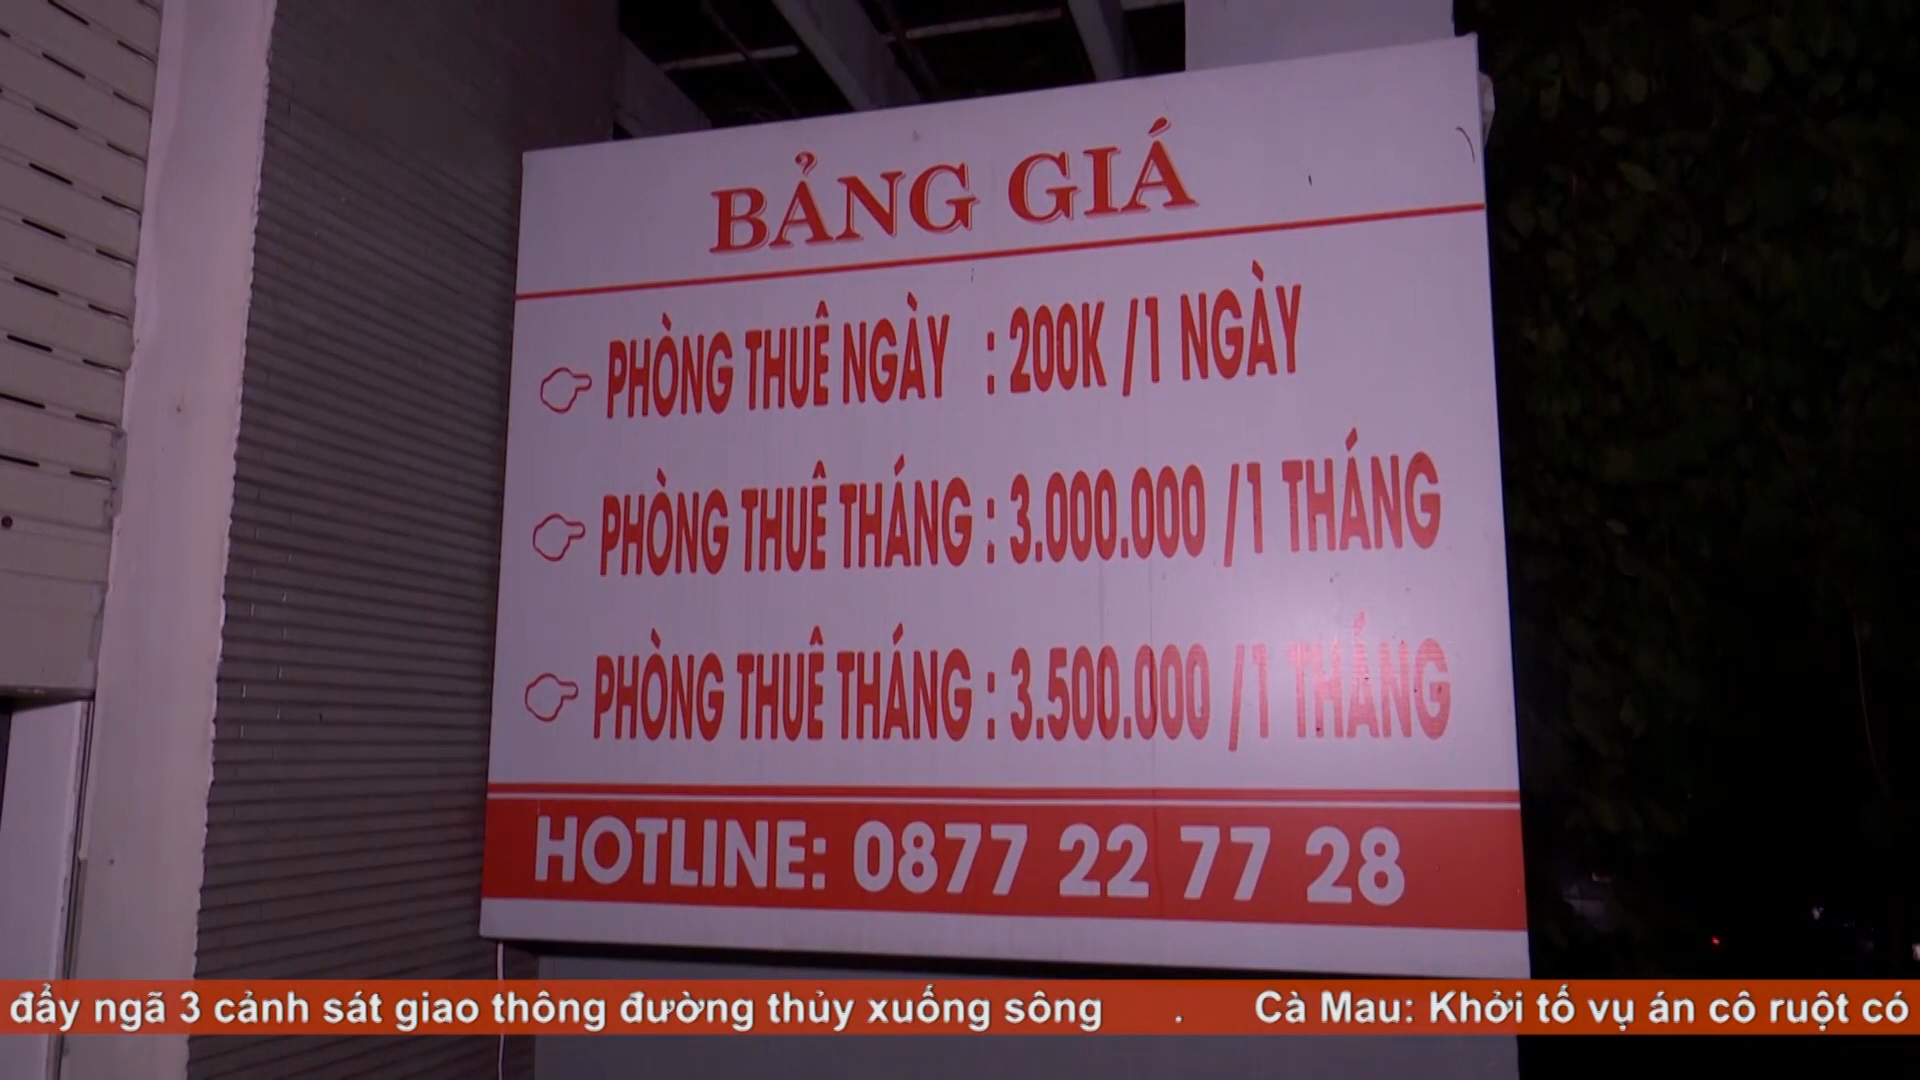 BẢNG GIÁ
PHÒNG THUÊ NGÀY : 200K /1 NGÀY
PHÒNG THUÊ THÁNG : 3.000.000 /1 THÁNG
PHÒNG THUÊ THÁNG : 3.500.000 /1 THÁNG
HOTLINE: 0877 22 77 28
đẩy ngã 3 cảnh sát giao thông đường thủy xuống sông . Cà Mau: Khởi tố vụ án cô ruột có